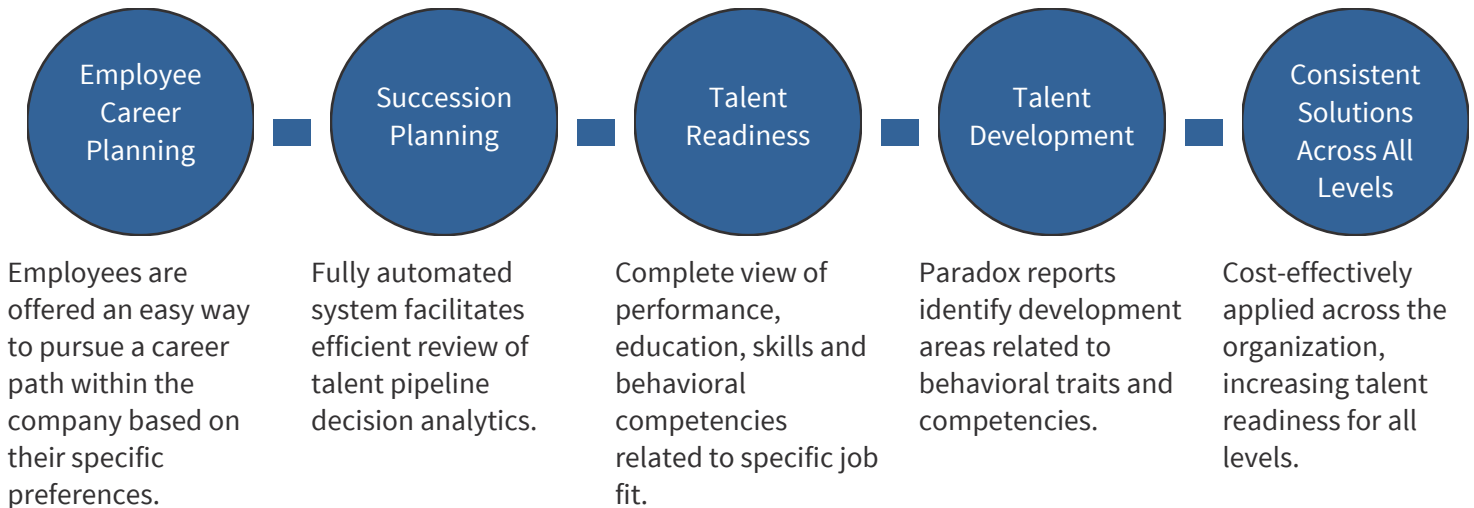 Employee
Career
Planning
Succession
Planning
Talent
Readiness
Talent
Development
Consistent
Solutions
Across All
Levels
Employees are
offered an easy way
to pursue a career
path within the
company based on
their specific
preferences.
Fully automated
system facilitates
efficient review of
talent pipeline
decision analytics.
Complete view of
performance,
education, skills and
behavioral
competencies
related to specific job
fit.
Paradox reports
identify development
areas related to
behavioral traits and
competencies.
Cost-effectively
applied across the
organization,
increasing talent
readiness for all
levels.